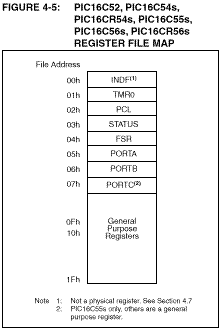 FIGURE 4-5: PIC16C52, PIC16C54s,
PIC16CR54s, PIC16C55s,
PIC16C56s, PIC16CR56s
REGISTER FILE MAP
File Address
00h INDF(1)
01h TMR0
02h PCL
03h STATUS
04h FSR
05h PORTA
06h PORTB
07h PORTC(2)
General
0Fh Purpose
10h Registers
1Fh
Note 1: Not a physical register. See Section 4.7
2: PIC16C55s only, others are a general
purpose register.